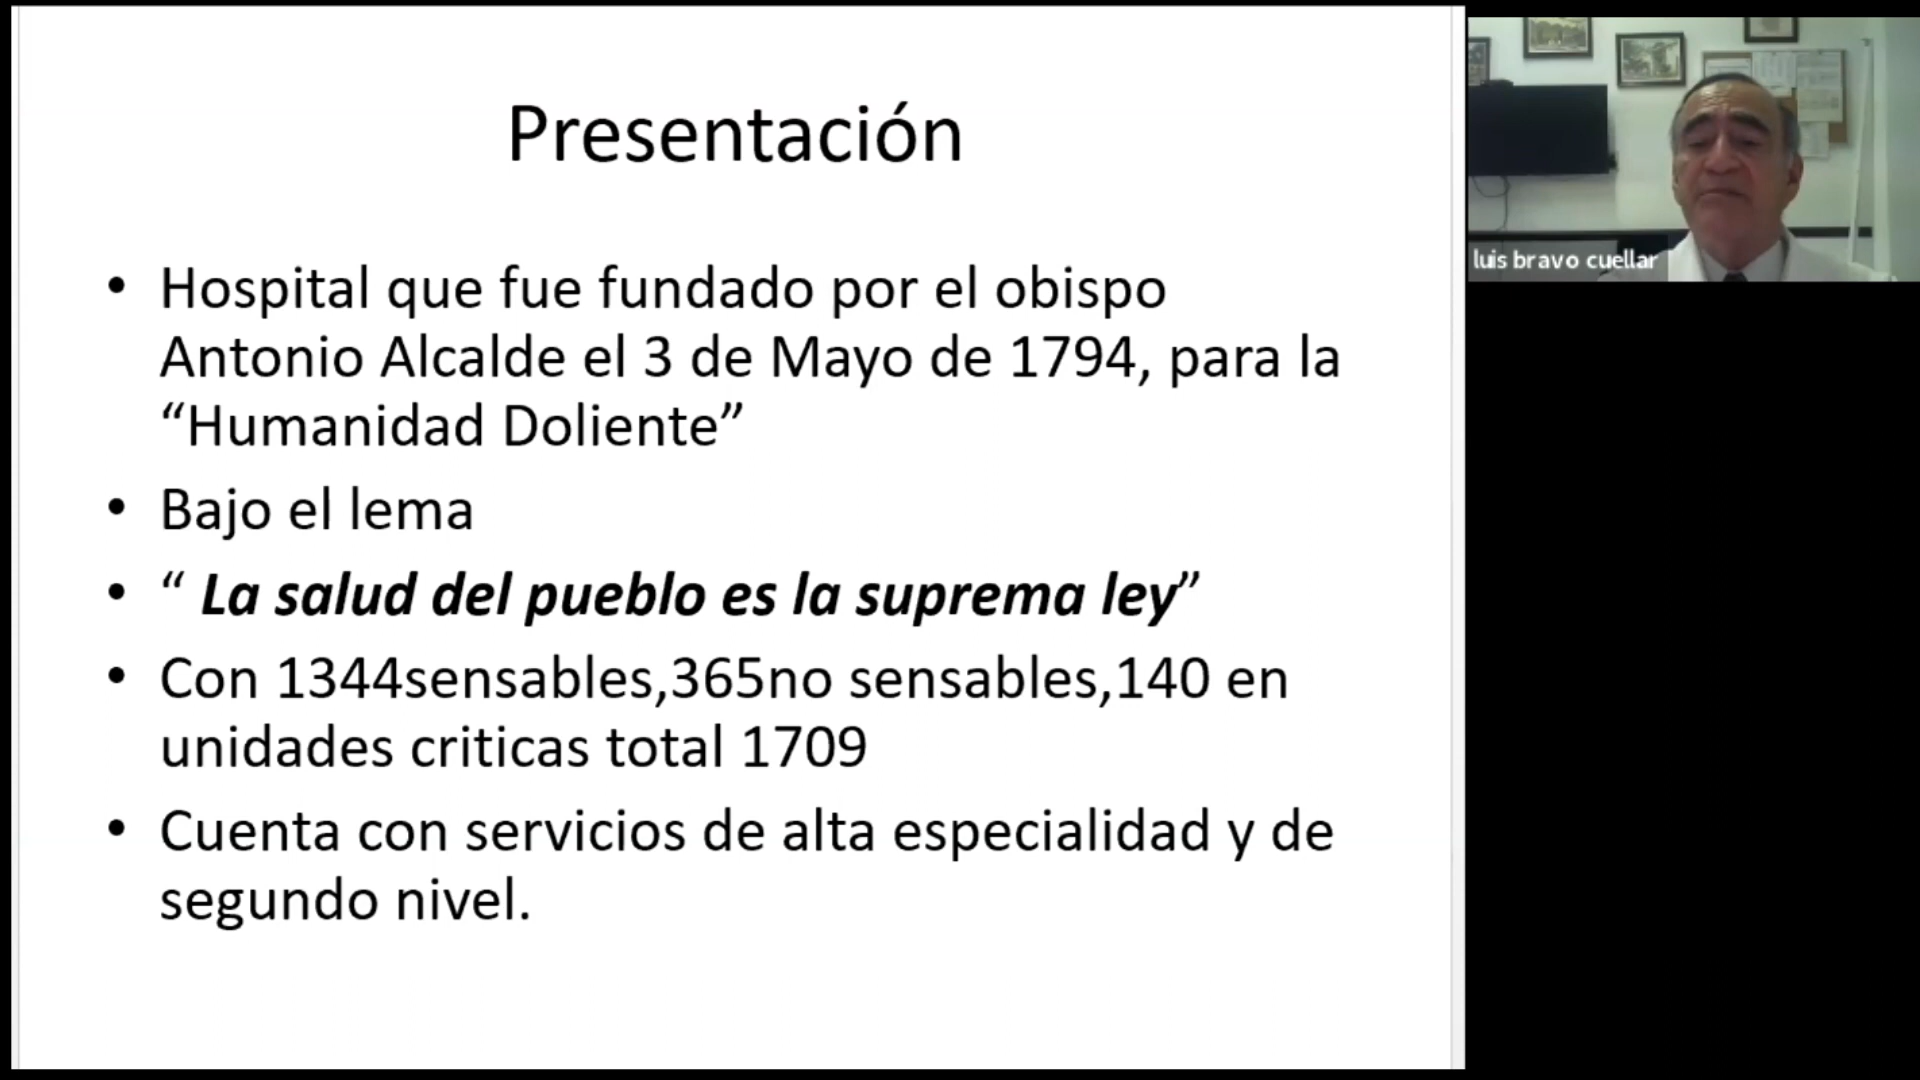 Presentación
• Hospital que fue fundado por el obispo
Antonio Alcalde el 3 de Mayo de 1794, para la
“Humanidad Doliente”
• Bajo el lema
• “ La salud del pueblo es la suprema ley”
• Con 1344sensables,365no sensables,140 en
unidades criticas total 1709
• Cuenta con servicios de alta especialidad y de
segundo nivel.
luis bravo cuellar